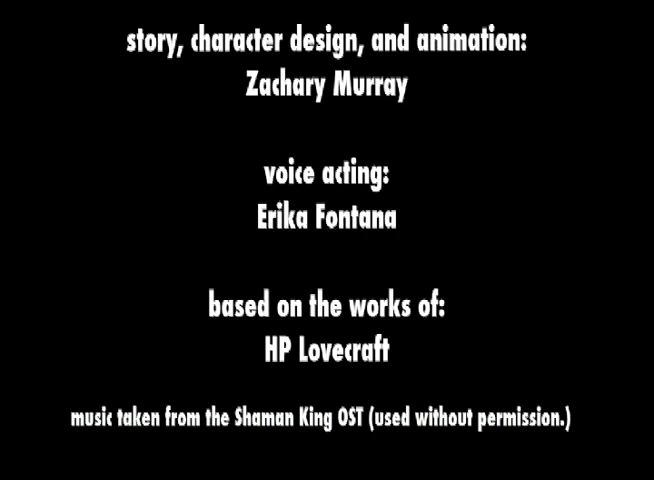 story, character design, and animation:
Zachary Murray
voice acting:
Erika Fontana
based on the works of:
HP Lovecraft
music taken from the Shaman King OST (used without permission.)